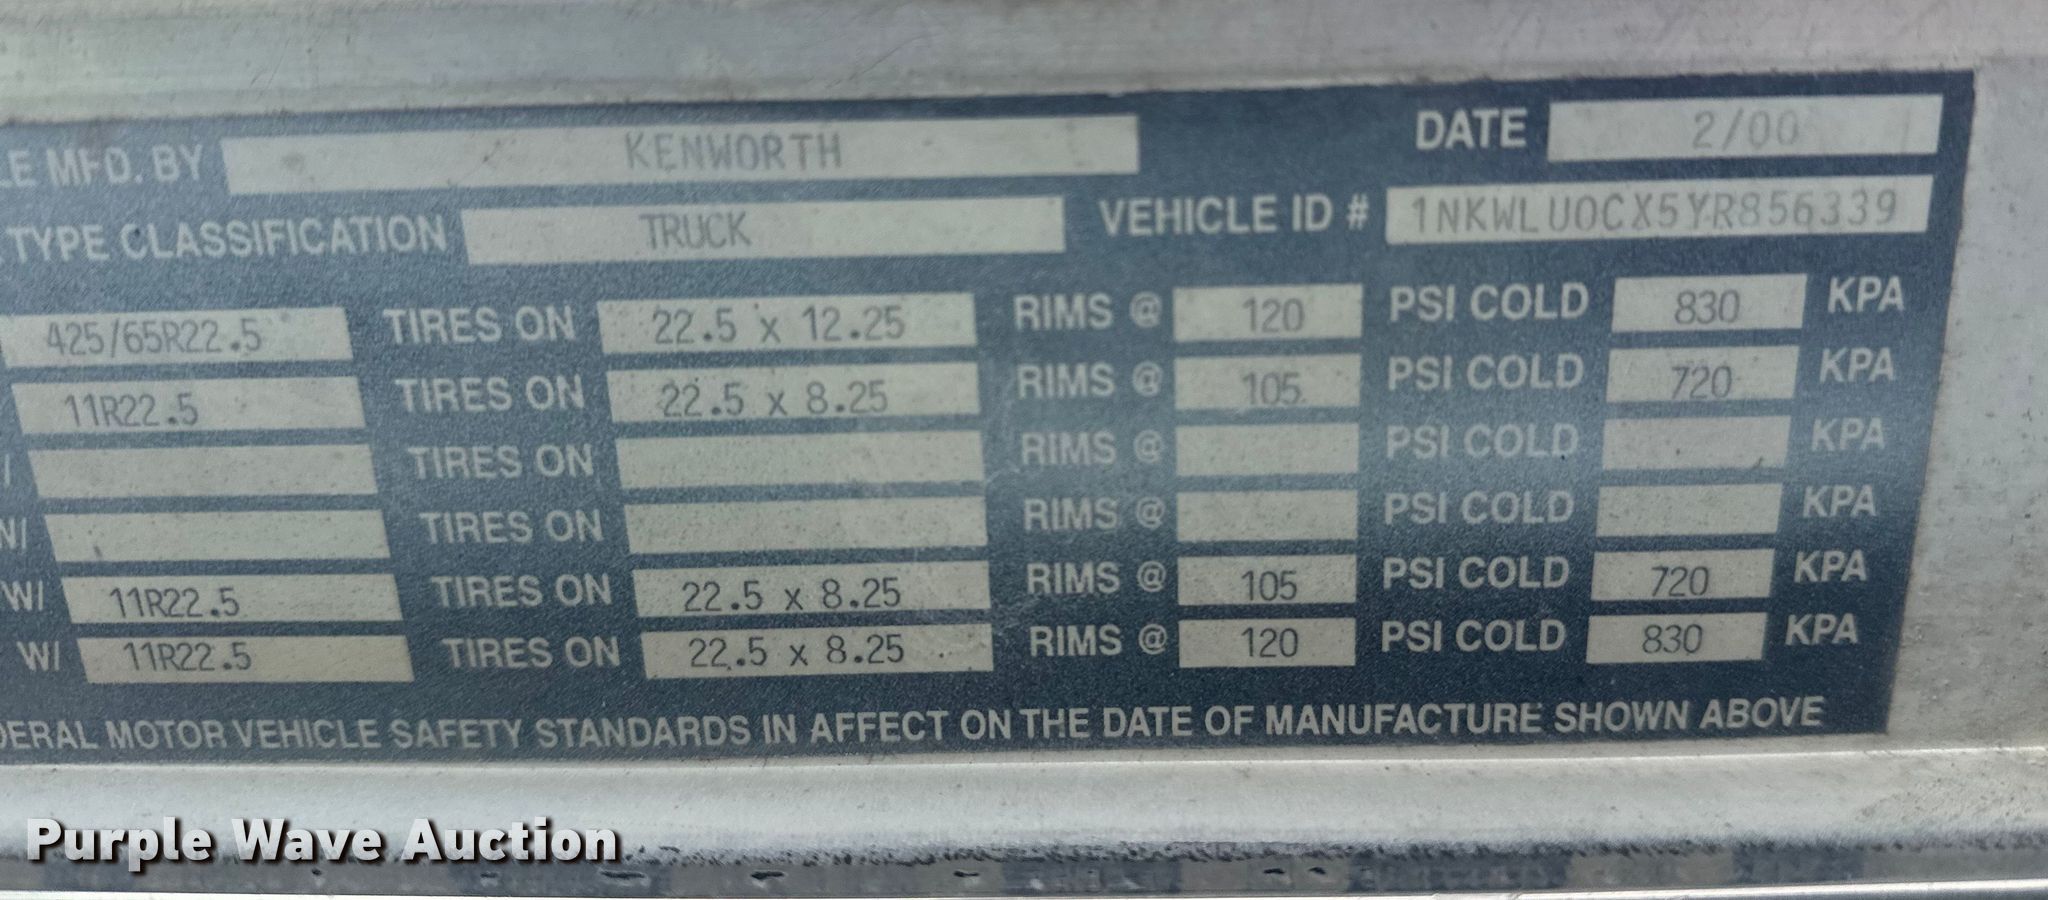 LE MFD. BY KENWORTH DATE 2/00
TYPE CLASSIFICATION TRUCK VEHICLE ID # 1NKWLU0CX5YR856339
425/65R22.5 TIRES ON 22.5 x 12.25 RIMS @ 120 PSI COLD 830 KPA
11R22.5 TIRES ON 22.5 x 8.25 RIMS @ 105 PSI COLD 720 KPA
/ TIRES ON RIMS @ PSI COLD KPA
N/ TIRES ON RIMS @ PSI COLD KPA
W/ 11R22.5 TIRES ON 22.5 x 8.25 RIMS @ 105 PSI COLD 720 KPA
W/ 11R22.5 TIRES ON 22.5 x 8.25 RIMS @ 120 PSI COLD 830 KPA
DERAL MOTOR VEHICLE SAFETY STANDARDS IN AFFECT ON THE DATE OF MANUFACTURE SHOWN ABOVE
Purple Wave Auction